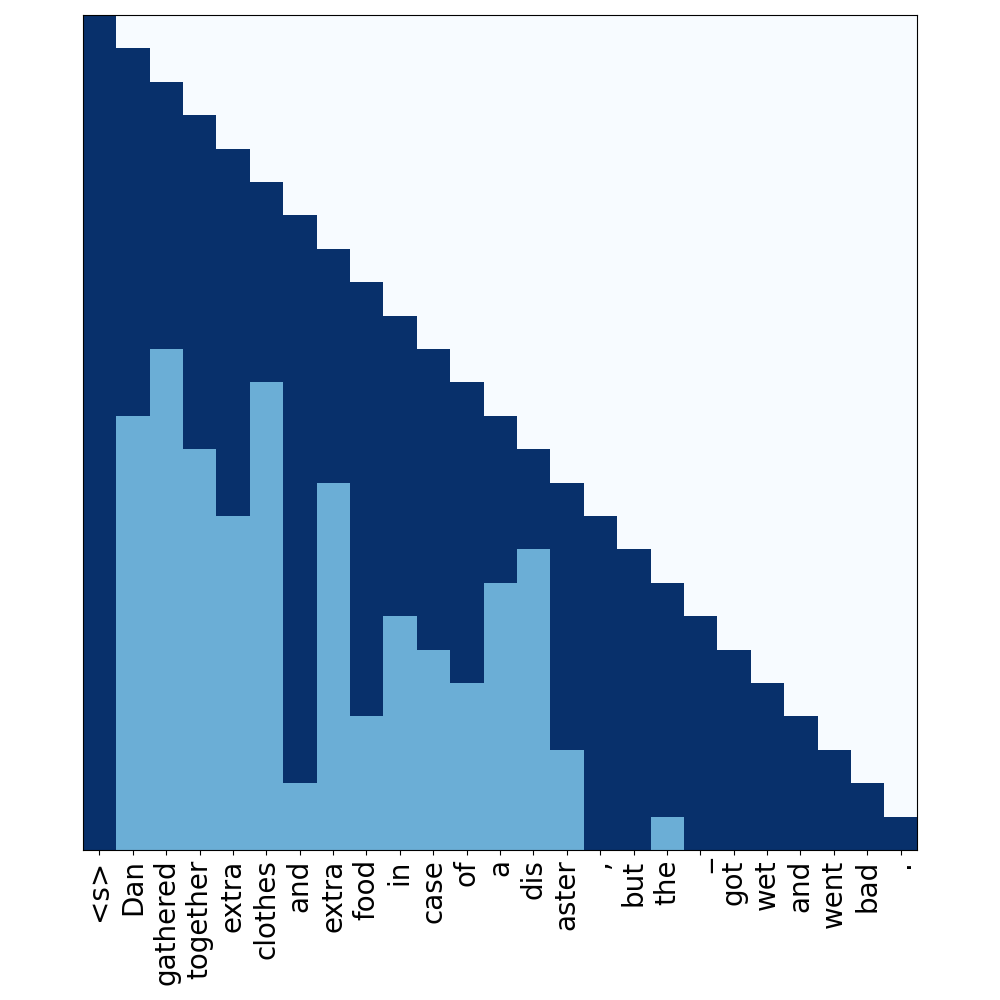 <s> Dan gathered together extra clothes and extra food in case of a dis aster , but the _ got wet and went bad .